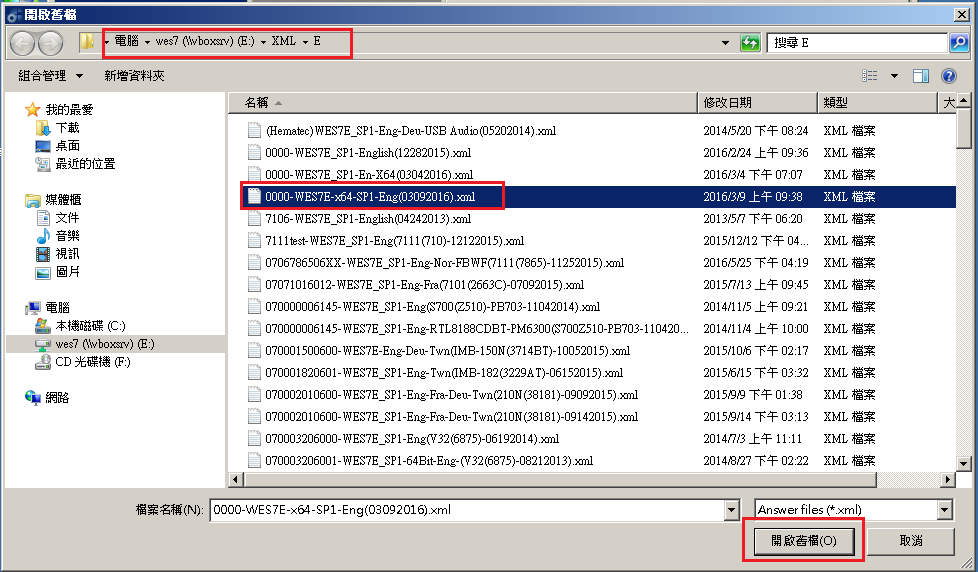 開啟舊檔
電腦 wes7 (\\vboxsrv) (E:) XML E
搜尋 E
組合管理 新增資料夾
我的最愛
下載
桌面
最近的位置
媒體櫃
文件
音樂
視訊
圖片
電腦
本機磁碟 (C:)
wes7 (\\vboxsrv) (E:)
CD 光碟機 (F:)
網路
名稱 修改日期 類型 大
(Hematec)WES7E_SP1-Eng-Deu-USB Audio(05202014).xml 2014/5/20 下午 08:24 XML 檔案
0000-WES7E_SP1-English(12282015).xml 2016/2/24 上午 09:36 XML 檔案
0000-WES7E_SP1-En-X64(03042016).xml 2016/3/4 下午 07:07 XML 檔案
0000-WES7E-x64-SP1-Eng(03092016).xml 2016/3/9 上午 09:38 XML 檔案
7106-WES7E_SP1-English(04242013).xml 2013/5/7 下午 06:20 XML 檔案
7111test-WES7E_SP1-Eng(7111(710)-12122015).xml 2015/12/12 下午 04... XML 檔案
0706786506XX-WES7E_SP1-Eng-Nor-FBWF(7111(7865)-11252015).xml 2016/5/25 下午 04:19 XML 檔案
07071016012-WES7E_SP1-Eng-Fra(7101(2663C)-07092015).xml 2015/7/13 上午 09:45 XML 檔案
070000006145-WES7E_SP1-Eng(S700(Z510)-PB703-11042014).xml 2014/11/5 上午 09:21 XML 檔案
070000006145-WES7E_SP1-Eng-RTL8188CDBT-PM6300(S700Z510-PB703-110420... 2014/11/4 上午 10:00 XML 檔案
070001500600-WES7E-Eng-Deu-Twn(IMB-150N(3714BT)-10052015).xml 2015/10/6 下午 02:17 XML 檔案
070001820601-WES7E_SP1-Eng-Twn(IMB-182(3229AT)-06152015).xml 2015/6/15 下午 03:32 XML 檔案
070002010600-WES7E_SP1-Eng-Fra-Deu-Twn(210N(38181)-09092015).xml 2015/9/9 下午 01:38 XML 檔案
070002010600-WES7E_SP1-Eng-Fra-Deu-Twn(210N(38181)-09142015).xml 2015/9/14 下午 03:13 XML 檔案
070003206000-WES7E_SP1-Eng(V32(6875)-06192014).xml 2014/7/3 上午 11:11 XML 檔案
070003206001-WES7E_SP1-64Bit-Eng-(V32(6875)-08212013).xml 2014/8/27 下午 02:22 XML 檔案
檔案名稱(N): 0000-WES7E-x64-SP1-Eng(03092016).xml Answer files (*.xml)
開啟舊檔(O) 取消